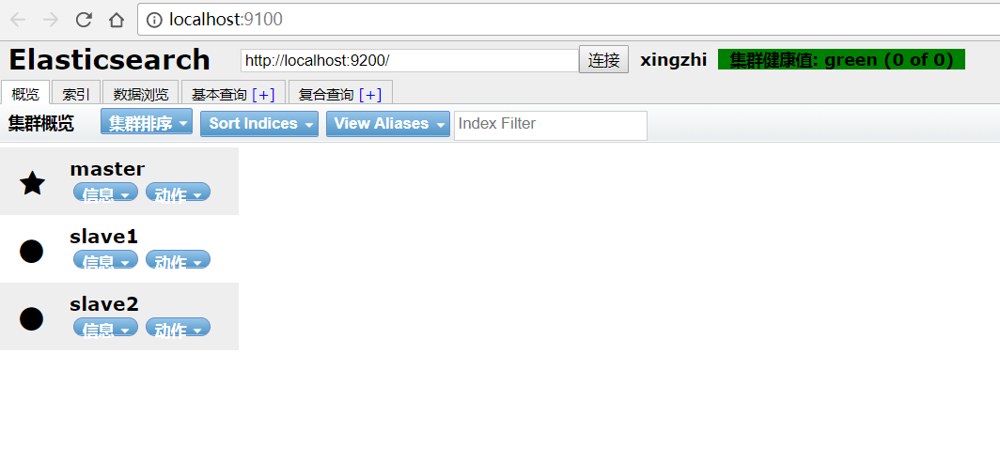 localhost:9100
Elasticsearch http://localhost:9200/ 连接 xingzhi 集群健康值: green (0 of 0)
概览 索引 数据浏览 基本查询 [+] 复合查询 [+]
集群概览 集群排序 Sort Indices View Aliases Index Filter
master
信息 动作
slave1
信息 动作
slave2
信息 动作